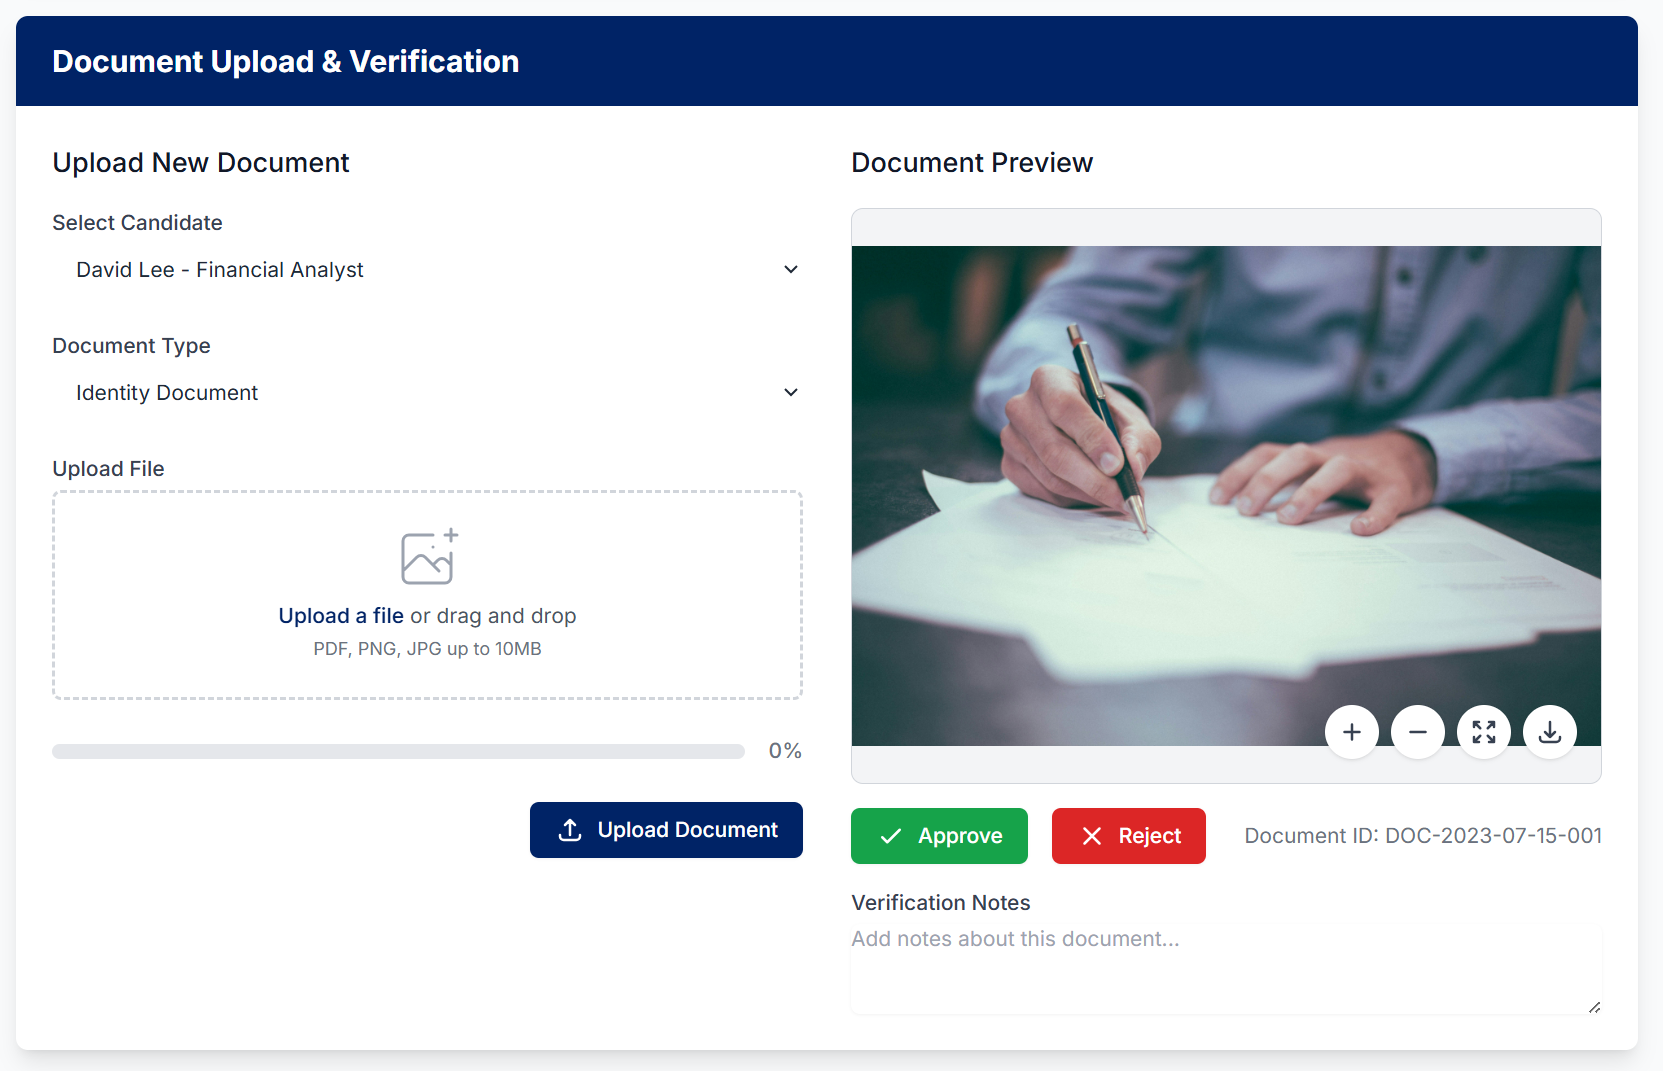 Document Upload & Verification
Upload New Document
Select Candidate
David Lee - Financial Analyst
Document Type
Identity Document
Upload File
Upload a file or drag and drop
PDF, PNG, JPG up to 10MB
0%
Upload Document
Document Preview
Approve
Reject
Document ID: DOC-2023-07-15-001
Verification Notes
Add notes about this document...